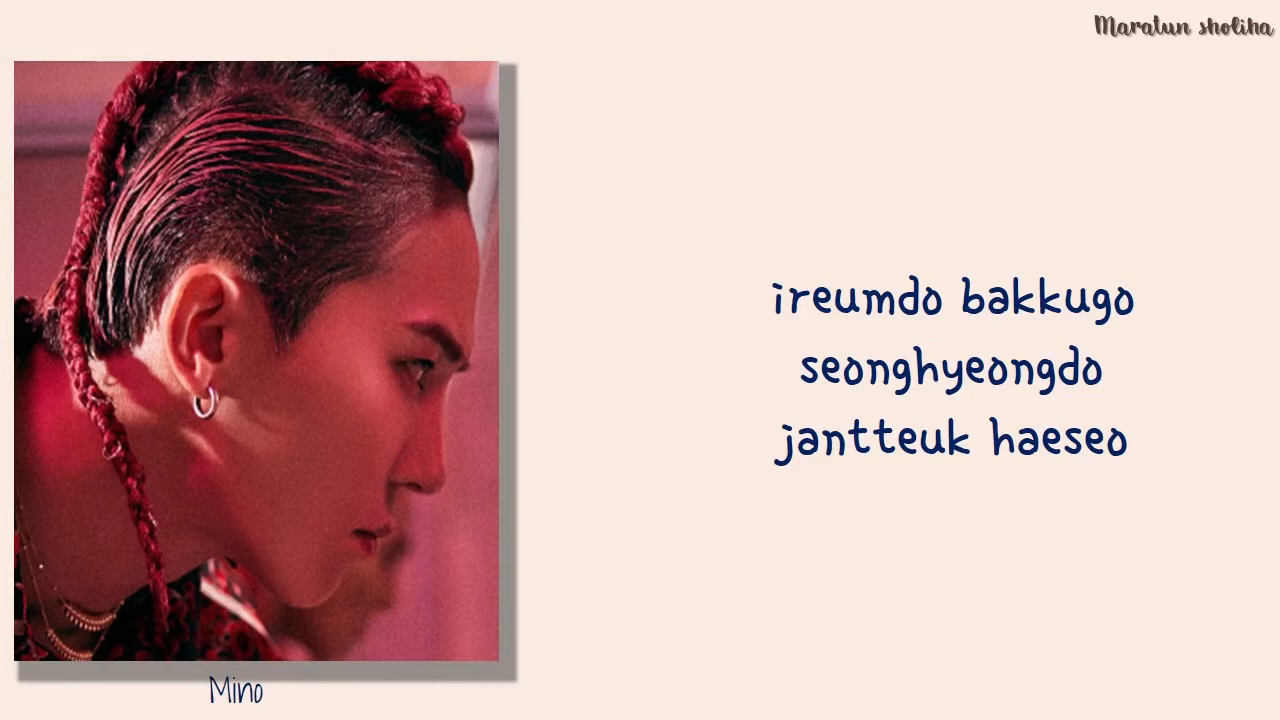 Maratun sholiha
ireumdo bakkugo
seonghyeongdo
jantteuk haeseo
Mino